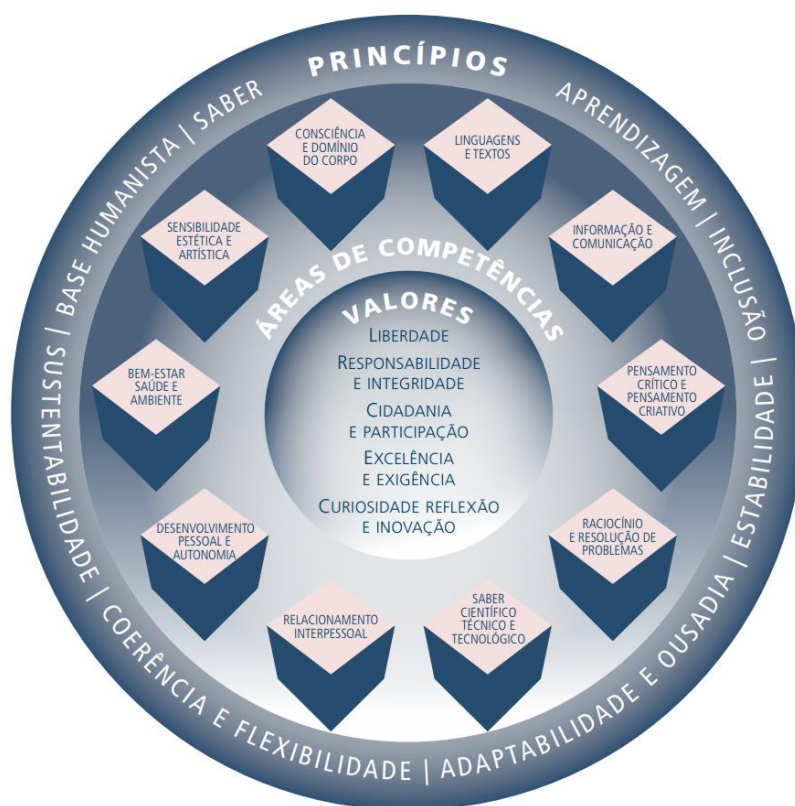 PRINCÍPIOS
BASE HUMANISTA | SABER
APRENDIZAGEM | INCLUSÃO |
ESTABILIDADE |
ADAPTABILIDADE E OUSADIA |
COERÊNCIA E FLEXIBILIDADE |
SUSTENTABILIDADE |
CONSCIÊNCIA
E DOMÍNIO
DO CORPO
LINGUAGENS
E TEXTOS
SENSIBILIDADE
ESTÉTICA E
ARTÍSTICA
INFORMAÇÃO E
COMUNICAÇÃO
BEM-ESTAR
SAÚDE E
AMBIENTE
PENSAMENTO
CRÍTICO E
PENSAMENTO
CRIATIVO
DESENVOLVIMENTO
PESSOAL E
AUTONOMIA
RACIOCÍNIO
E RESOLUÇÃO DE
PROBLEMAS
RELACIONAMENTO
INTERPESSOAL
SABER
CIENTÍFICO
TÉCNICO E
TECNOLÓGICO
ÁREAS DE COMPETÊNCIAS
VALORES
LIBERDADE
RESPONSABILIDADE
E INTEGRIDADE
CIDADANIA
E PARTICIPAÇÃO
EXCELÊNCIA
E EXIGÊNCIA
CURIOSIDADE REFLEXÃO
E INOVAÇÃO